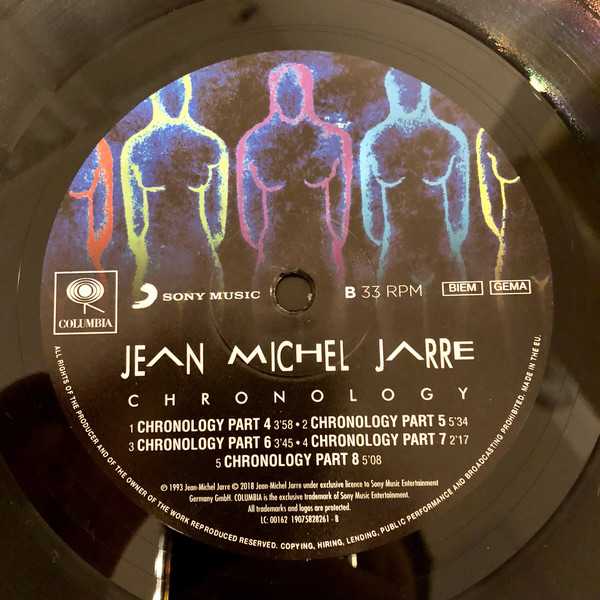 COLUMBIA
SONY MUSIC
B 33 RPM
BIEM
GEMA
JEAN MICHEL JARRE
CHRONOLOGY
1 CHRONOLOGY PART 4 3'58 • 2 CHRONOLOGY PART 5 5'34
3 CHRONOLOGY PART 6 3'45 • 4 CHRONOLOGY PART 7 2'17
5 CHRONOLOGY PART 8 5'08
℗ 1993 Jean-Michel Jarre © 2018 Jean-Michel Jarre under exclusive licence to Sony Music Entertainment
Germany GmbH. COLUMBIA is the exclusive trademark of Sony Music Entertainment.
All trademarks and logos are protected.
LC: 00162 19075828261 - B
ALL RIGHTS OF THE PRODUCER AND OF THE OWNER OF THE WORK REPRODUCED RESERVED. COPYING, HIRING, LENDING, PUBLIC PERFORMANCE AND BROADCASTING PROHIBITED. MADE IN THE EU.